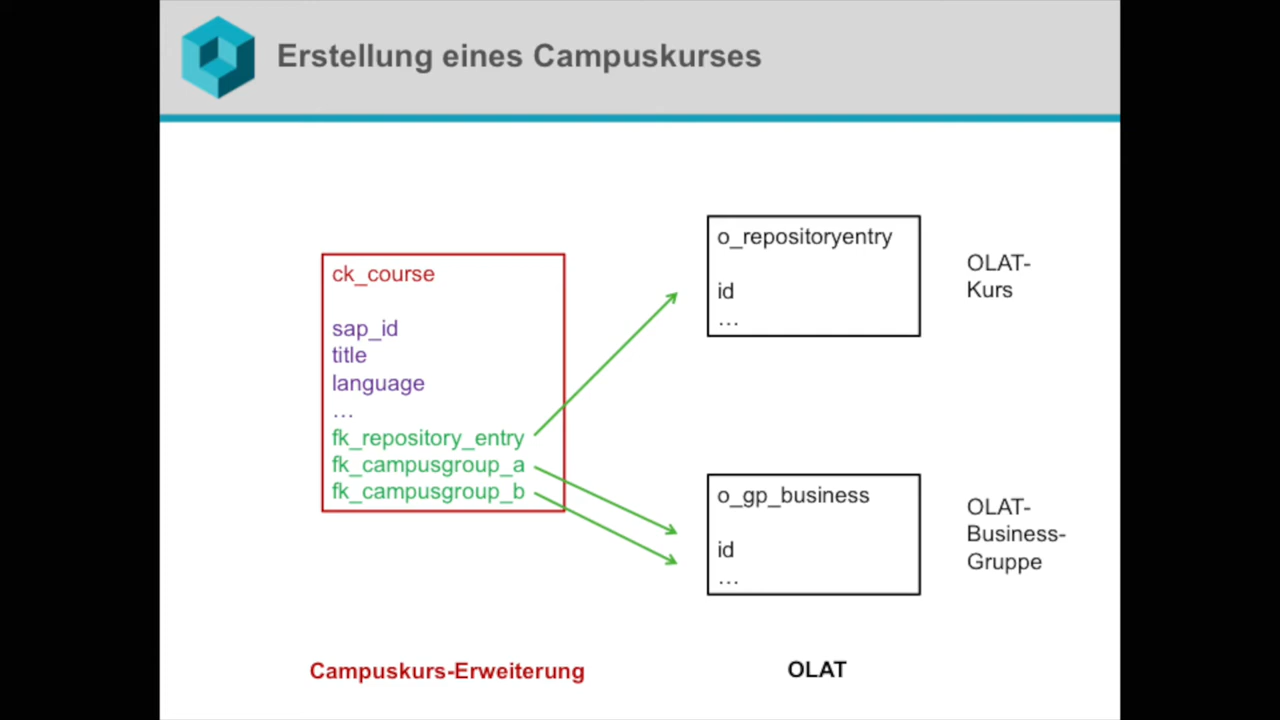 Erstellung eines Campuskurses
ck_course
sap_id
title
language
...
fk_repository_entry
fk_campusgroup_a
fk_campusgroup_b
o_repositoryentry
id
...
OLAT-
Kurs
o_gp_business
id
...
OLAT-
Business-
Gruppe
Campuskurs-Erweiterung
OLAT